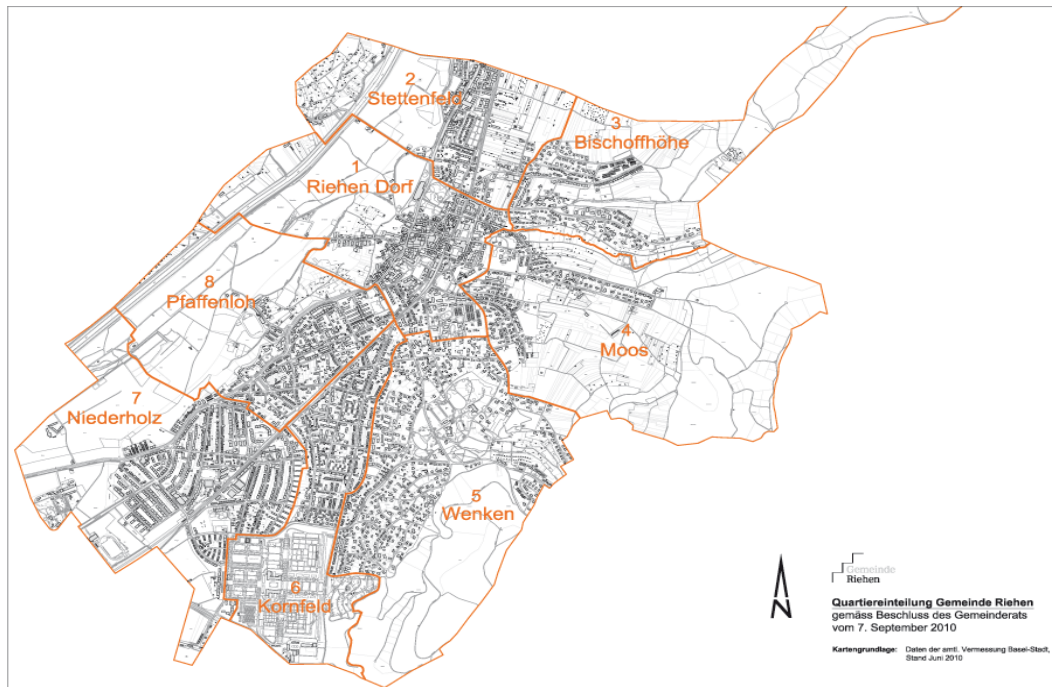 2
Stettenfeld
3
Bischoffhöhe
1
Riehen Dorf
8
Pfaffenloh
4
Moos
7
Niederholz
5
Wenken
6
Kornfeld
N
Gemeinde
Riehen
Quartiereinteilung Gemeinde Riehen
gemäss Beschluss des Gemeinderats
vom 7. September 2010
Kartengrundlage: Daten der amtl. Vermessung Basel-Stadt,
Stand Juni 2010